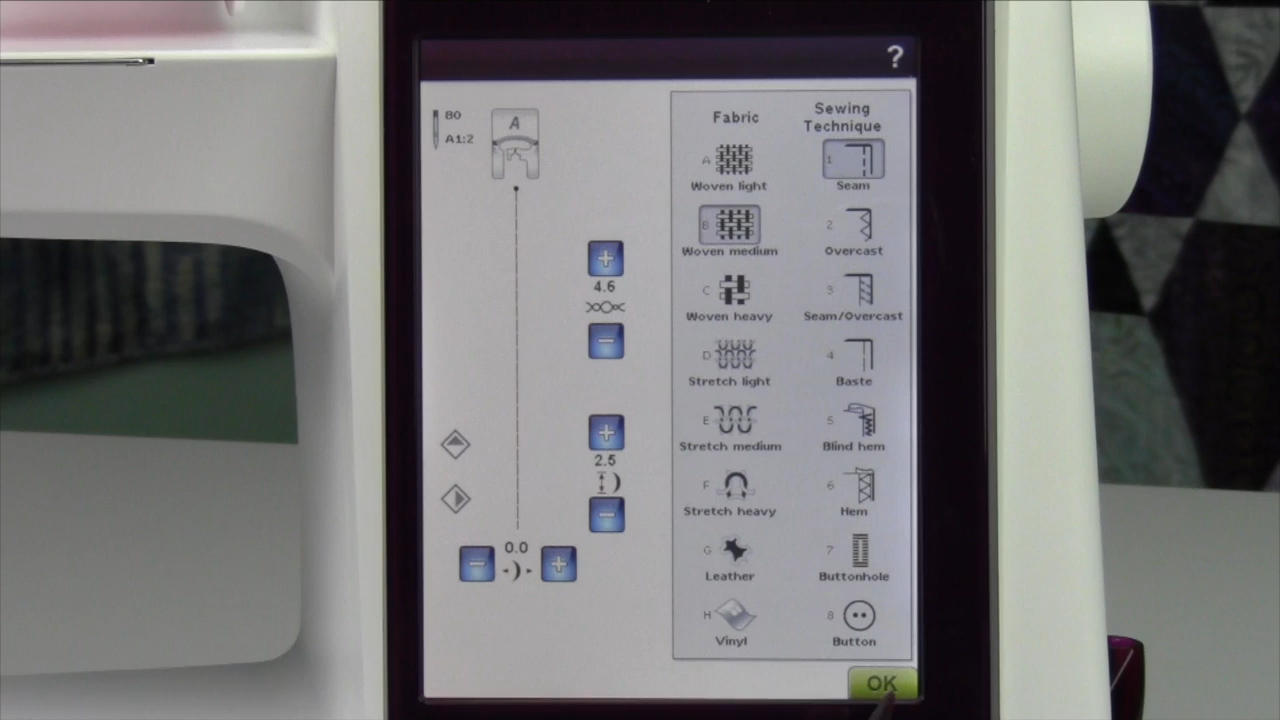 ?
80
A1:2
A
4.6
2.5
0.0
Fabric
Sewing
Technique
A
Woven light
1
Seam
B
Woven medium
2
Overcast
C
Woven heavy
3
Seam/Overcast
D
Stretch light
4
Baste
E
Stretch medium
5
Blind hem
F
Stretch heavy
6
Hem
G
Leather
7
Buttonhole
H
Vinyl
8
Button
OK